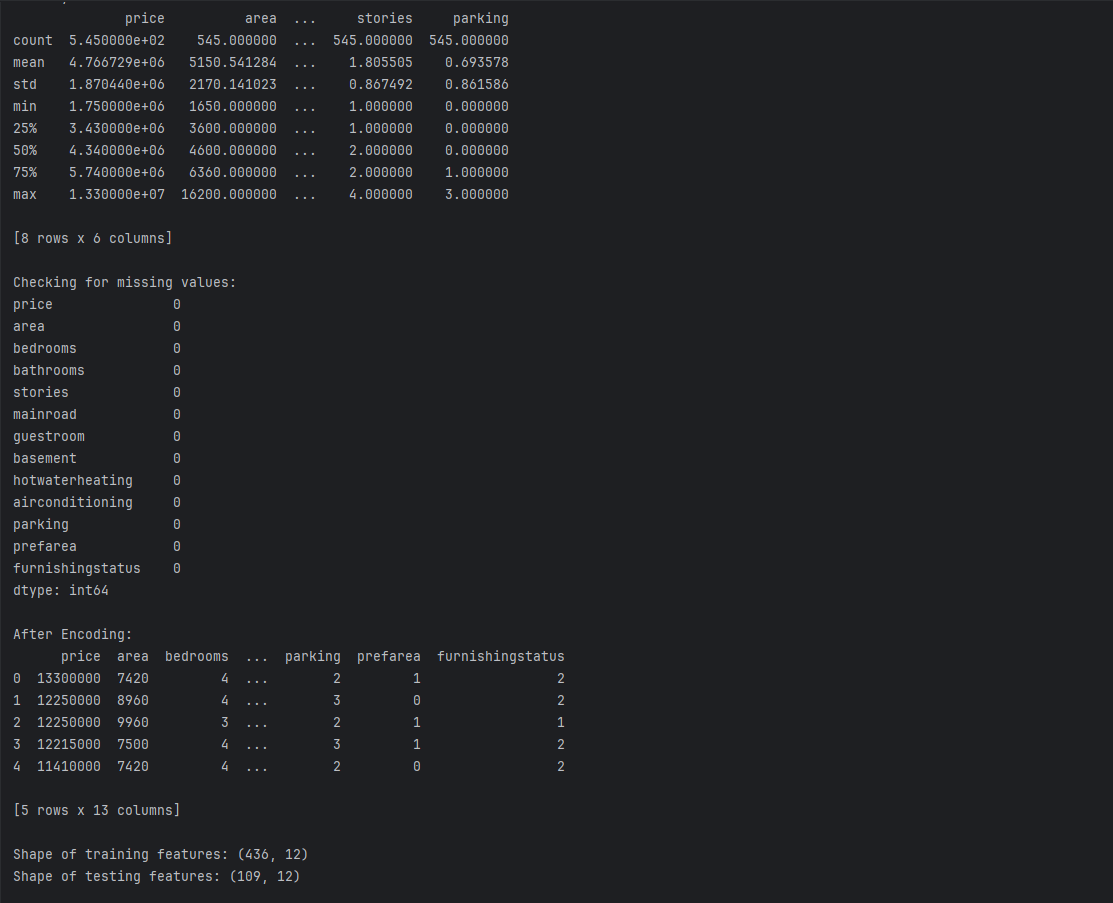 price          area  ...     stories     parking
count  5.450000e+02    545.000000  ...  545.000000  545.000000
mean   4.766729e+06   5150.541284  ...    1.805505    0.693578
std    1.870440e+06   2170.141023  ...    0.867492    0.861586
min    1.750000e+06   1650.000000  ...    1.000000    0.000000
25%    3.430000e+06   3600.000000  ...    1.000000    0.000000
50%    4.340000e+06   4600.000000  ...    2.000000    0.000000
75%    5.740000e+06   6360.000000  ...    2.000000    1.000000
max    1.330000e+07  16200.000000  ...    4.000000    3.000000

[8 rows x 6 columns]

Checking for missing values:
price               0
area                0
bedrooms            0
bathrooms           0
stories             0
mainroad            0
guestroom           0
basement            0
hotwaterheating     0
airconditioning     0
parking             0
prefarea            0
furnishingstatus    0
dtype: int64

After Encoding:
      price  area  bedrooms  ...  parking  prefarea  furnishingstatus
0  13300000  7420         4  ...        2         1                 2
1  12250000  8960         4  ...        3         0                 2
2  12250000  9960         3  ...        2         1                 1
3  12215000  7500         4  ...        3         1                 2
4  11410000  7420         4  ...        2         0                 2

[5 rows x 13 columns]

Shape of training features: (436, 12)
Shape of testing features: (109, 12)